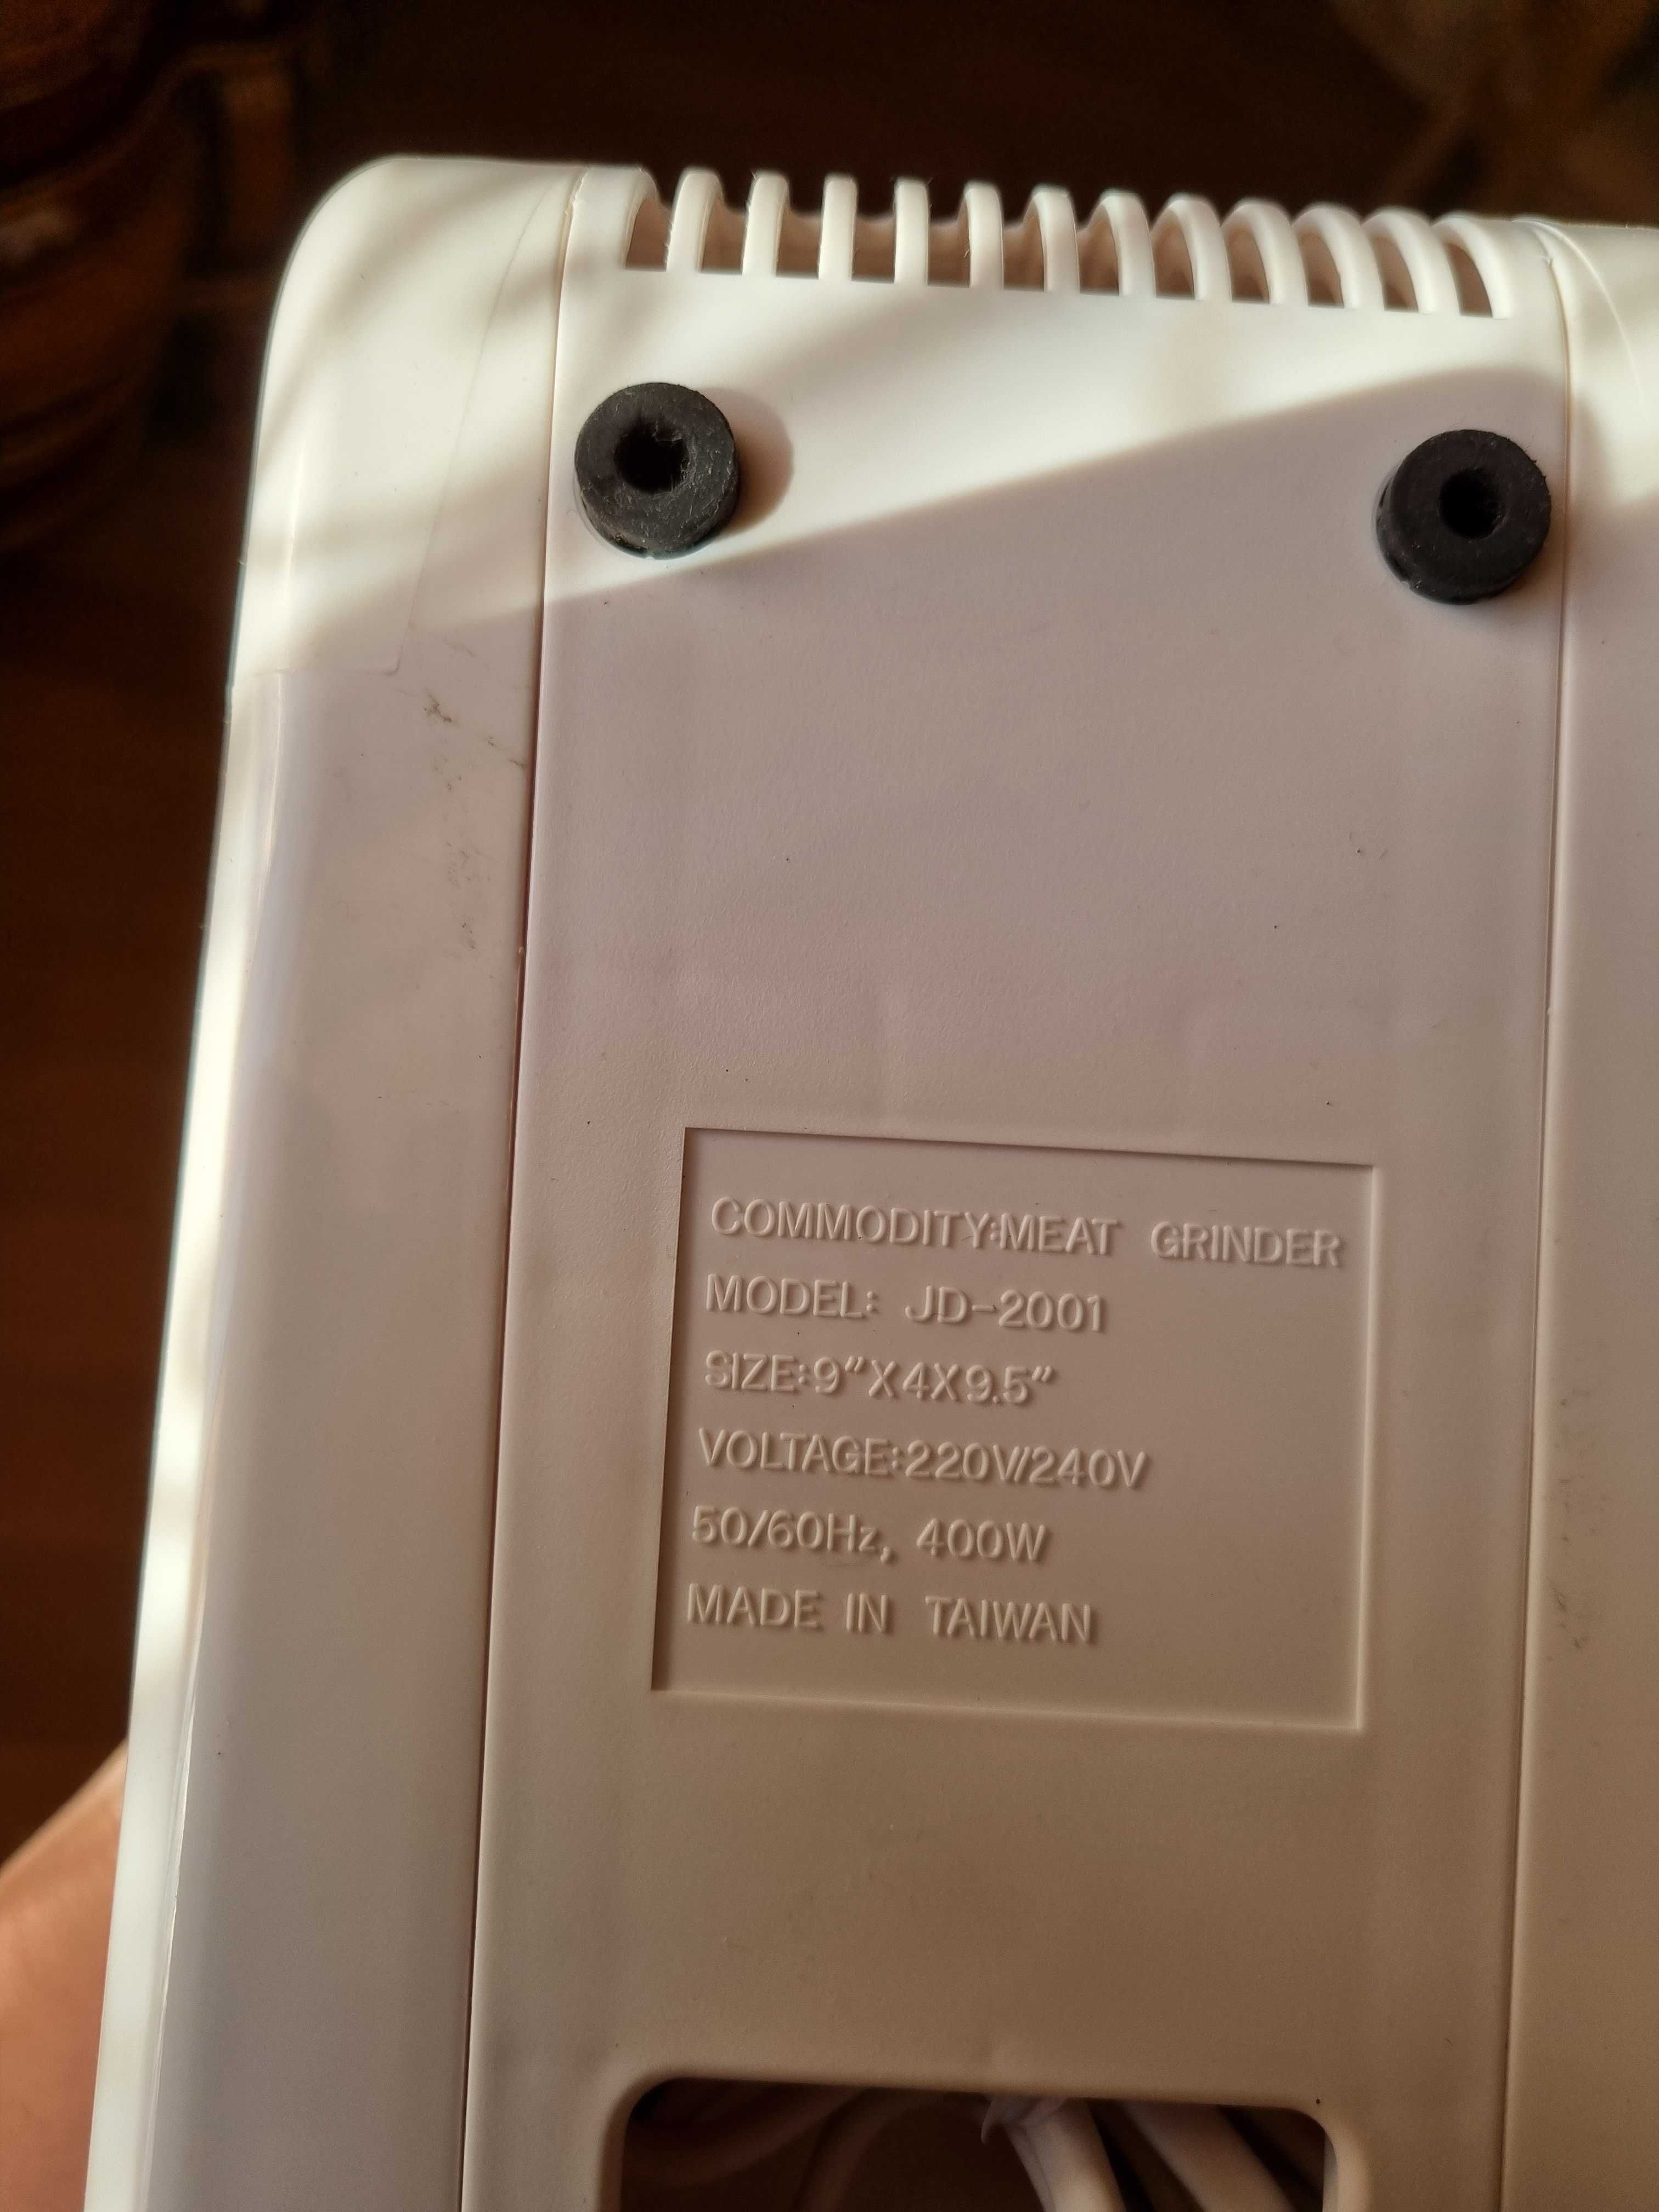 COMMODITY:MEAT GRINDER
MODEL: JD-2001
SIZE:9"X4X9.5"
VOLTAGE:220V/240V
50/60Hz, 400W
MADE IN TAIWAN